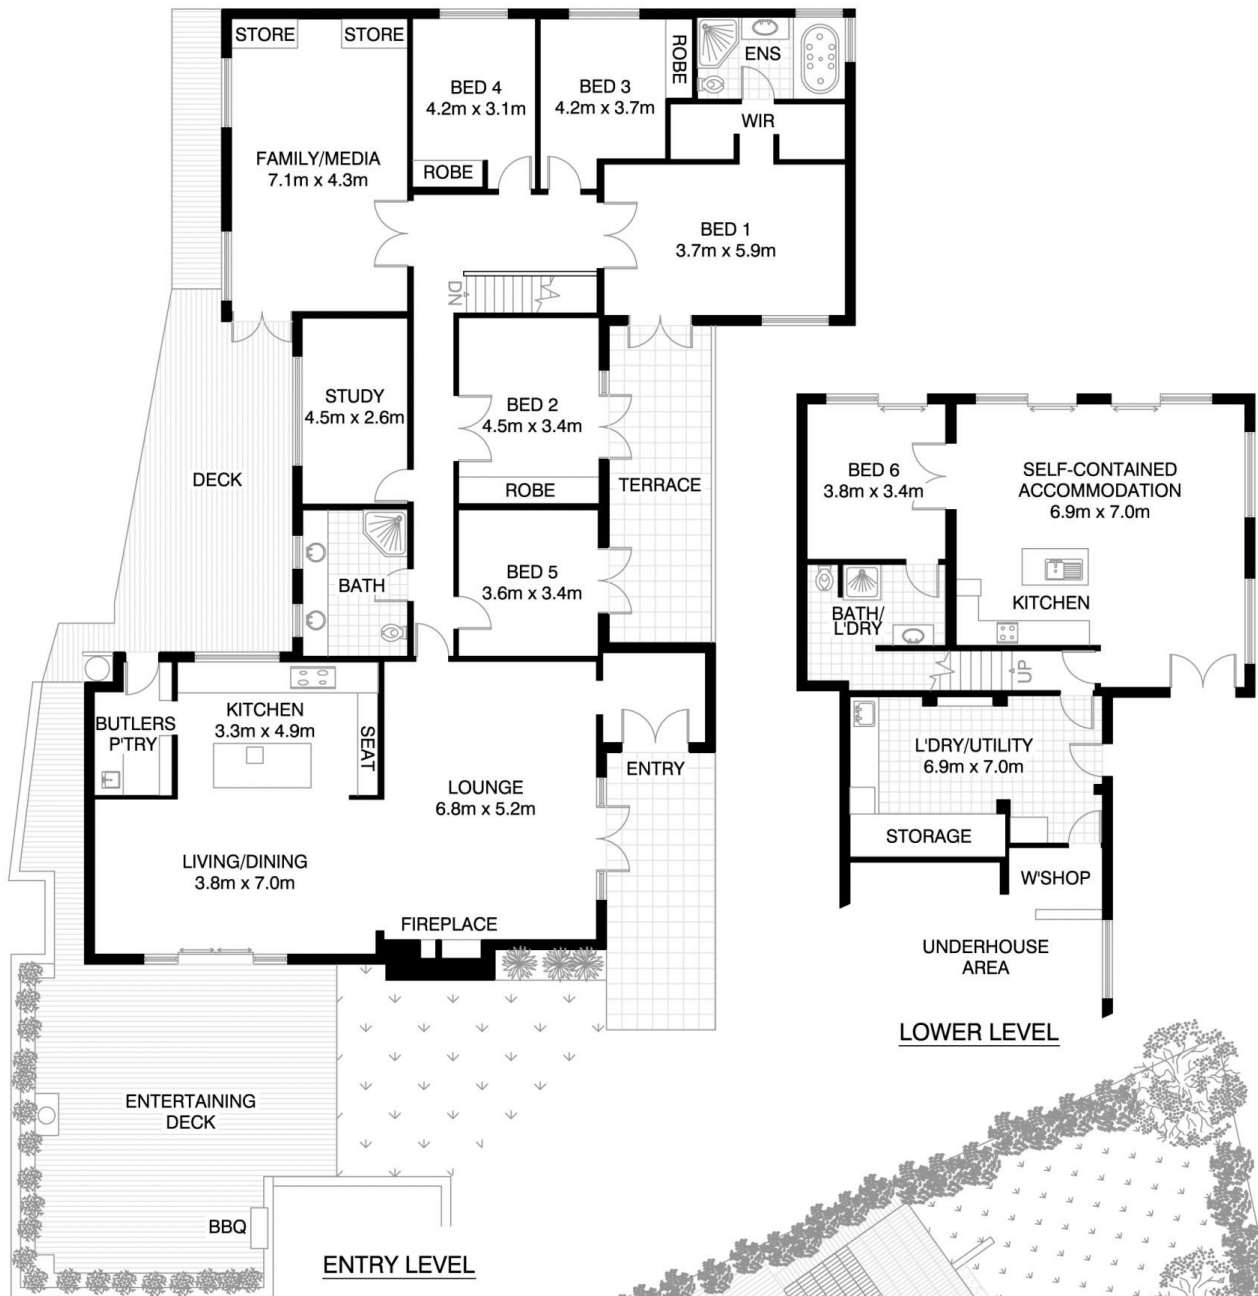 STORE
STORE
FAMILY/MEDIA
7.1m x 4.3m
BED 4
4.2m x 3.1m
ROBE
BED 3
4.2m x 3.7m
ROBE
ENS
WIR
BED 1
3.7m x 5.9m
DN
STUDY
4.5m x 2.6m
BED 2
4.5m x 3.4m
ROBE
TERRACE
DECK
BATH
BED 5
3.6m x 3.4m
BUTLERS
P'TRY
KITCHEN
3.3m x 4.9m
SEAT
LOUNGE
6.8m x 5.2m
ENTRY
LIVING/DINING
3.8m x 7.0m
FIREPLACE
ENTERTAINING
DECK
BBQ
ENTRY LEVEL
BED 6
3.8m x 3.4m
SELF-CONTAINED
ACCOMMODATION
6.9m x 7.0m
KITCHEN
BATH/
L'DRY
UP
L'DRY/UTILITY
6.9m x 7.0m
STORAGE
W'SHOP
UNDERHOUSE
AREA
LOWER LEVEL